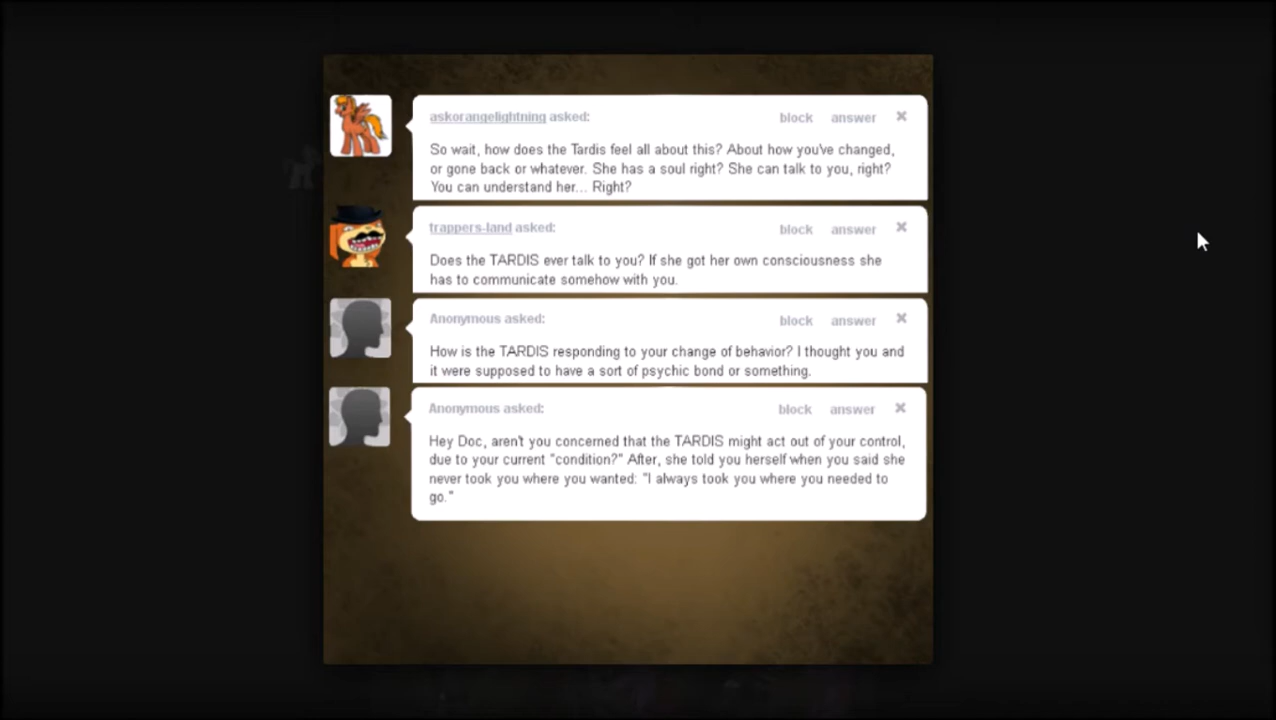 askorangelightning asked: block answer ×
So wait, how does the Tardis feel all about this? About how you've changed,
or gone back or whatever. She has a soul right? She can talk to you, right?
You can understand her... Right?
trappers-land asked: block answer ×
Does the TARDIS ever talk to you? If she got her own consciousness she
has to communicate somehow with you.
Anonymous asked: block answer ×
How is the TARDIS responding to your change of behavior? I thought you and
it were supposed to have a sort of psychic bond or something.
Anonymous asked: block answer ×
Hey Doc, aren't you concerned that the TARDIS might act out of your control,
due to your current "condition?" After, she told you herself when you said she
never took you where you wanted: "I always took you where you needed to
go."